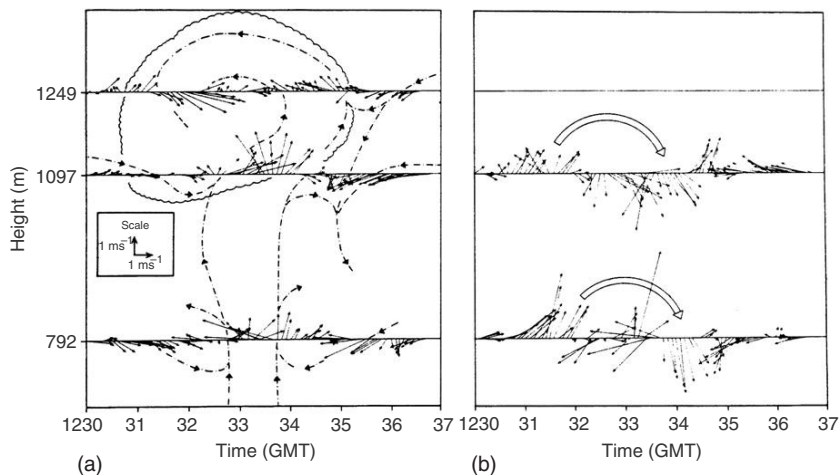 1249
1097
792
Height (m)
Scale
1 ms⁻¹
1 ms⁻¹
1230 31 32 33 34 35 36 37
Time (GMT)
(a)
1230 31 32 33 34 35 36 37
Time (GMT)
(b)